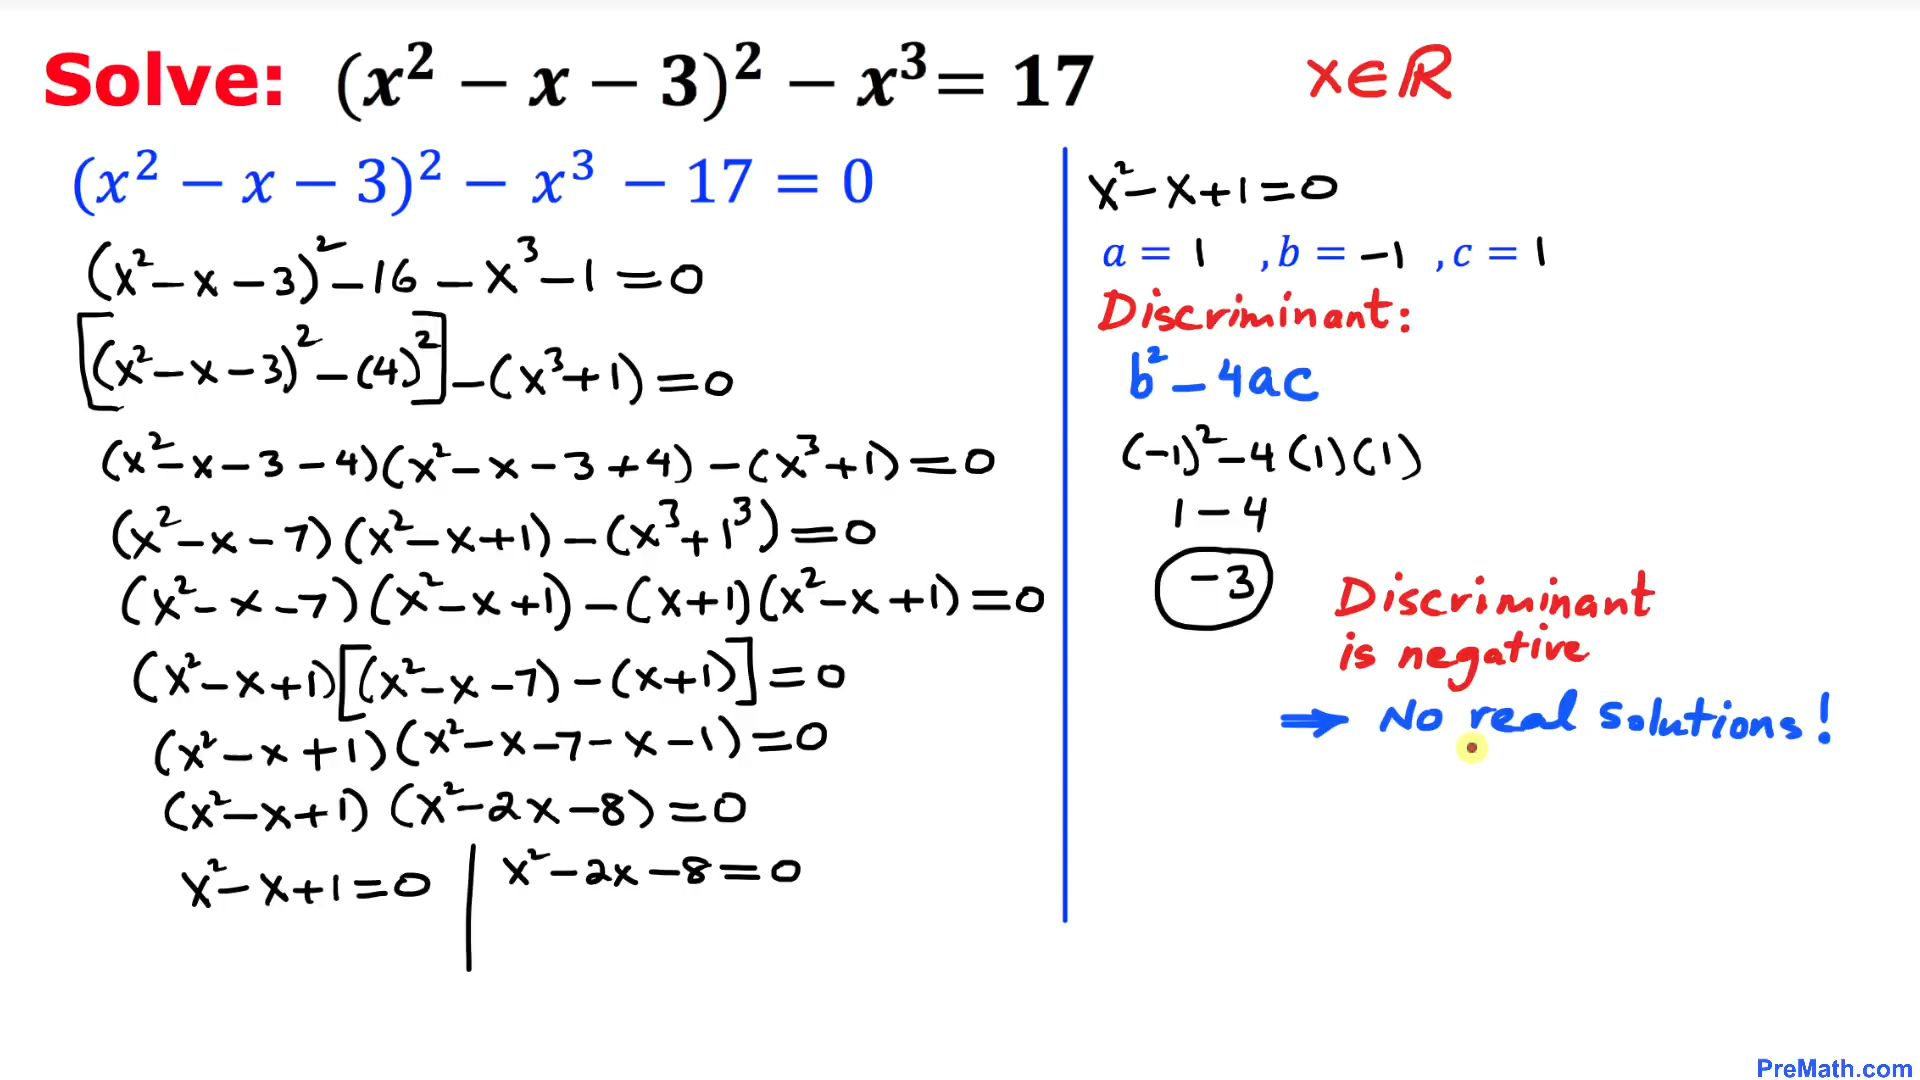 Solve: (x² − x − 3)² − x³= 17 x∈ℝ
(x² − x − 3)² − x³ − 17 = 0
(x²−x−3)²−16−x³−1=0
[(x²−x−3)²−(4)²]−(x³+1)=0
(x²−x−3−4)(x²−x−3+4)−(x³+1)=0
(x²−x−7)(x²−x+1)−(x³+1³)=0
(x²−x−7)(x²−x+1)−(x+1)(x²−x+1)=0
(x²−x+1)[(x²−x−7)−(x+1)]=0
(x²−x+1)(x²−x−7−x−1)=0
(x²−x+1)(x²−2x−8)=0
x²−x+1=0 | x²−2x−8=0
x²−x+1=0
a = 1 , b = −1 , c = 1
Discriminant:
b²−4ac
(−1)²−4(1)(1)
1−4
−3
Discriminant
is negative
⇒ No real solutions!
PreMath.com